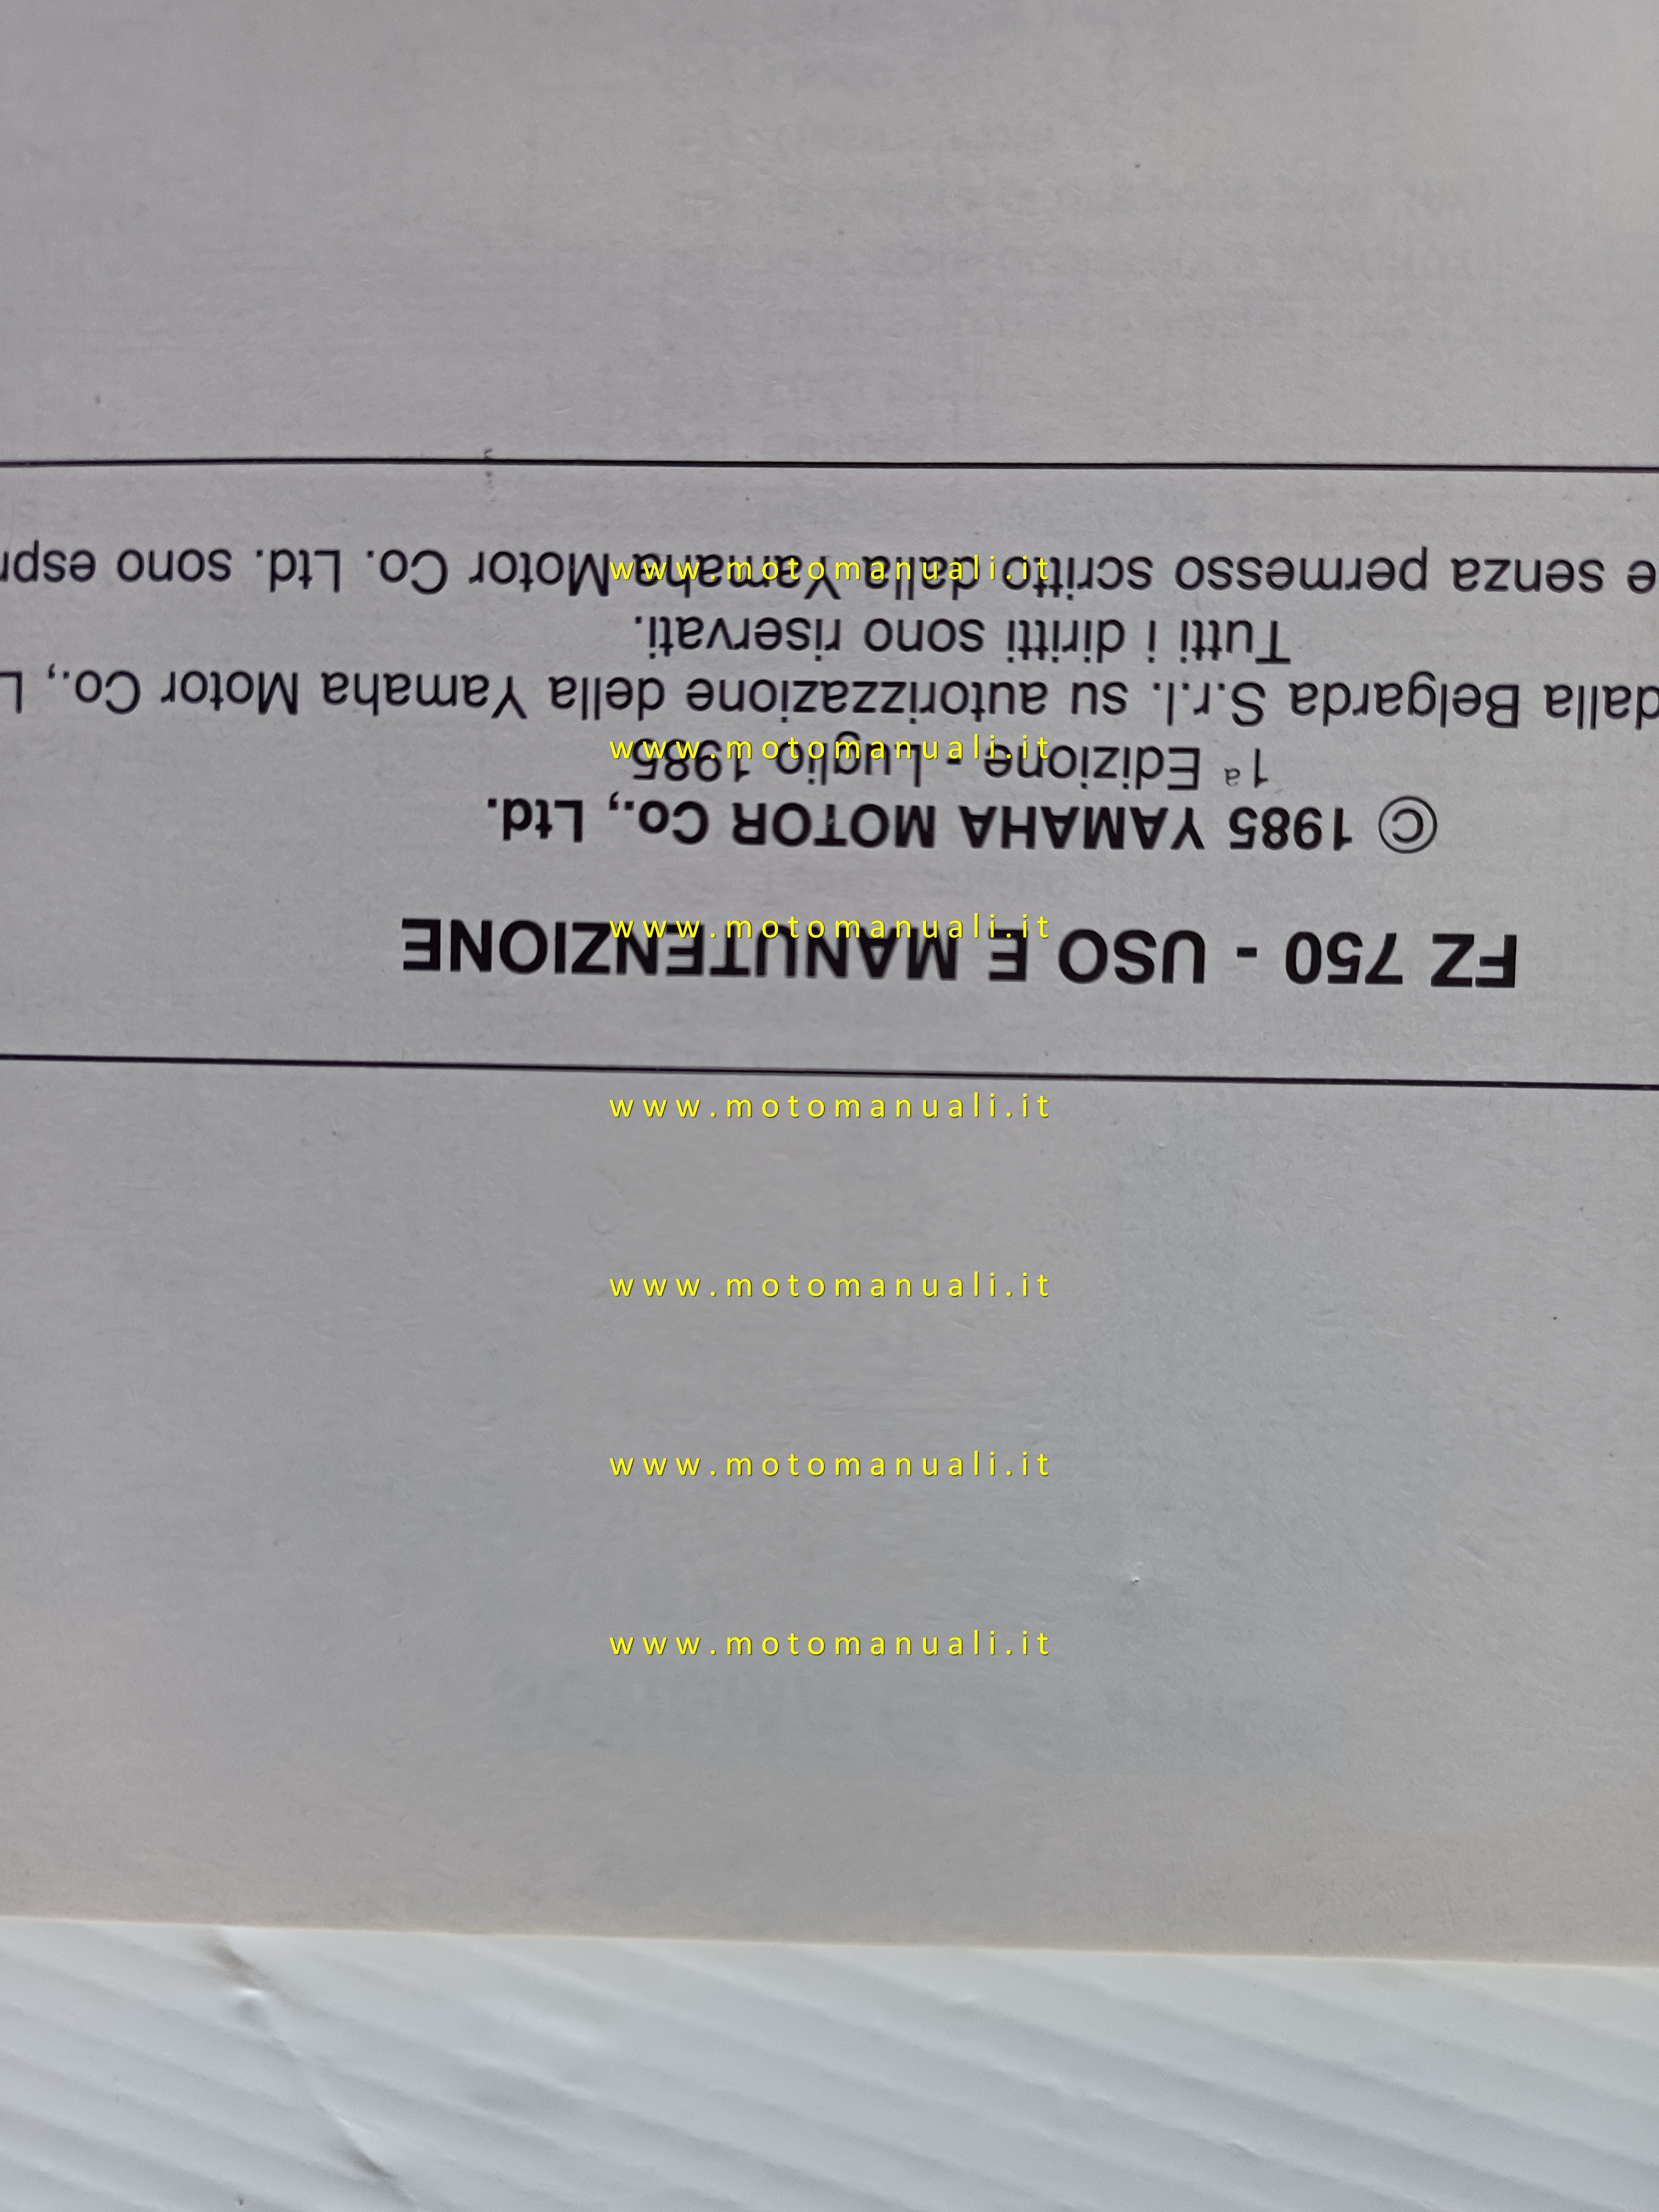 FZ 750 - USO E MANUTENZIONE
© 1985 YAMAHA MOTOR Co., Ltd.
1ª Edizione - Luglio 1985
dalla Belgarda S.r.l. su autorizzazione della Yamaha Motor Co., L
Tutti i diritti sono riservati.
e senza permesso scritto dalla Yamaha Motor Co. Ltd. sono espr
www.motomanuali.it
www.motomanuali.it
www.motomanuali.it
www.motomanuali.it
www.motomanuali.it
www.motomanuali.it
www.motomanuali.it